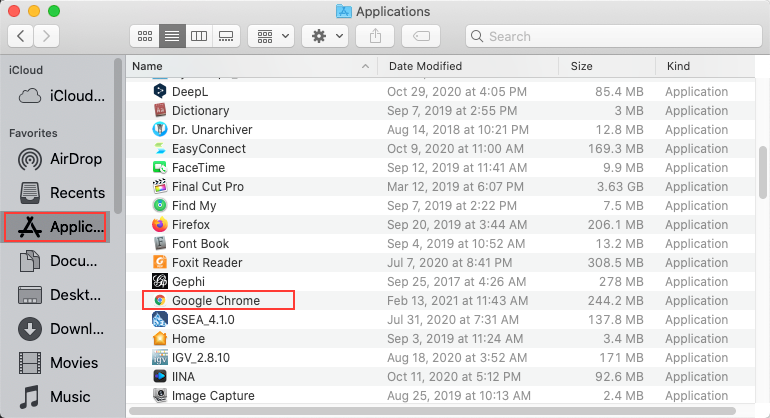 Applications
Search
iCloud
iCloud...
Favorites
AirDrop
Recents
Applic...
Docu...
Deskt...
Downl...
Movies
Music
Name Date Modified Size Kind
DeepL Oct 29, 2020 at 4:05 PM 85.4 MB Application
Dictionary Sep 7, 2019 at 2:55 PM 3 MB Application
Dr. Unarchiver Aug 14, 2018 at 10:21 PM 12.8 MB Application
EasyConnect Oct 9, 2020 at 11:00 AM 169.3 MB Application
FaceTime Sep 12, 2019 at 11:41 AM 9.9 MB Application
Final Cut Pro Mar 12, 2019 at 6:07 PM 3.63 GB Application
Find My Sep 7, 2019 at 2:22 PM 7.5 MB Application
Firefox Sep 20, 2019 at 3:44 AM 206.1 MB Application
Font Book Sep 4, 2019 at 10:52 AM 13.2 MB Application
Foxit Reader Jul 7, 2020 at 8:41 PM 308.5 MB Application
Gephi Sep 25, 2017 at 4:26 AM 278 MB Application
Google Chrome Feb 13, 2021 at 11:43 AM 244.2 MB Application
GSEA_4.1.0 Jul 31, 2020 at 7:31 AM 137.8 MB Application
Home Sep 3, 2019 at 11:24 AM 3.4 MB Application
IGV_2.8.10 Aug 18, 2020 at 3:52 AM 171 MB Application
IINA Oct 11, 2020 at 5:12 PM 92.6 MB Application
Image Capture Aug 25, 2019 at 10:13 AM 2.4 MB Application